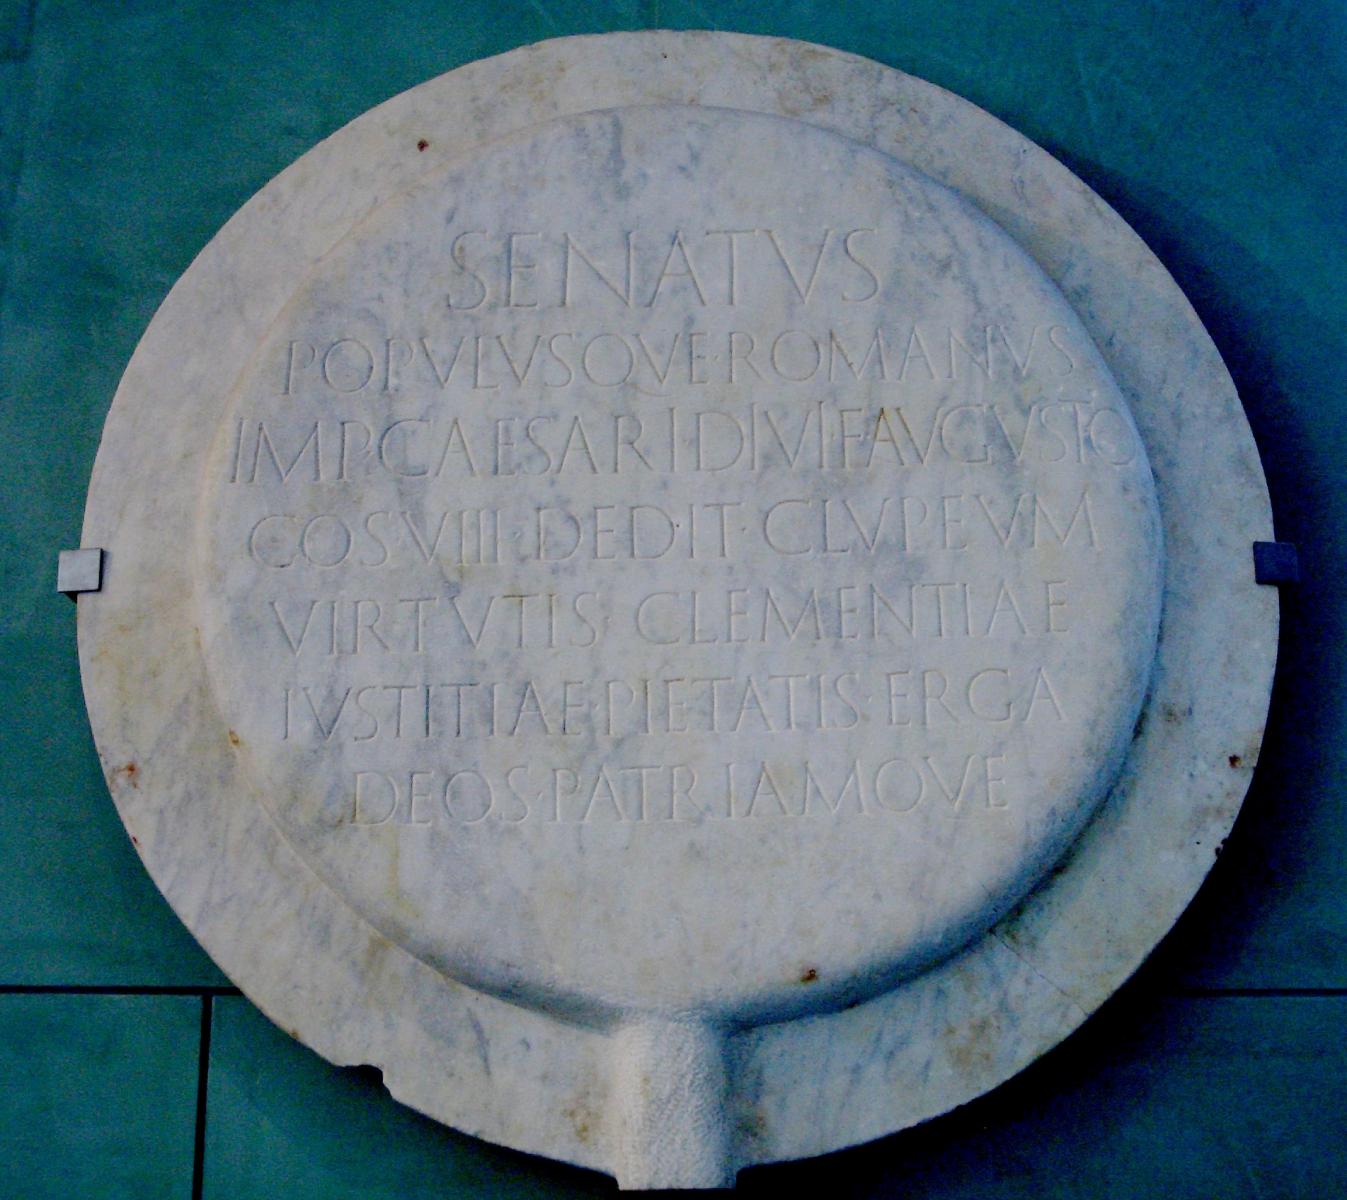 SENATVS
POPVLVSQVE·ROMANVS
IMP·CAESARI·DIVI·F·AVGVSTO
COS·VIII·DEDIT·CLVPEVM
VIRTVTIS·CLEMENTIAE
IVSTITIAE·PIETATIS·ERGA
DEOS·PATRIAMQVE